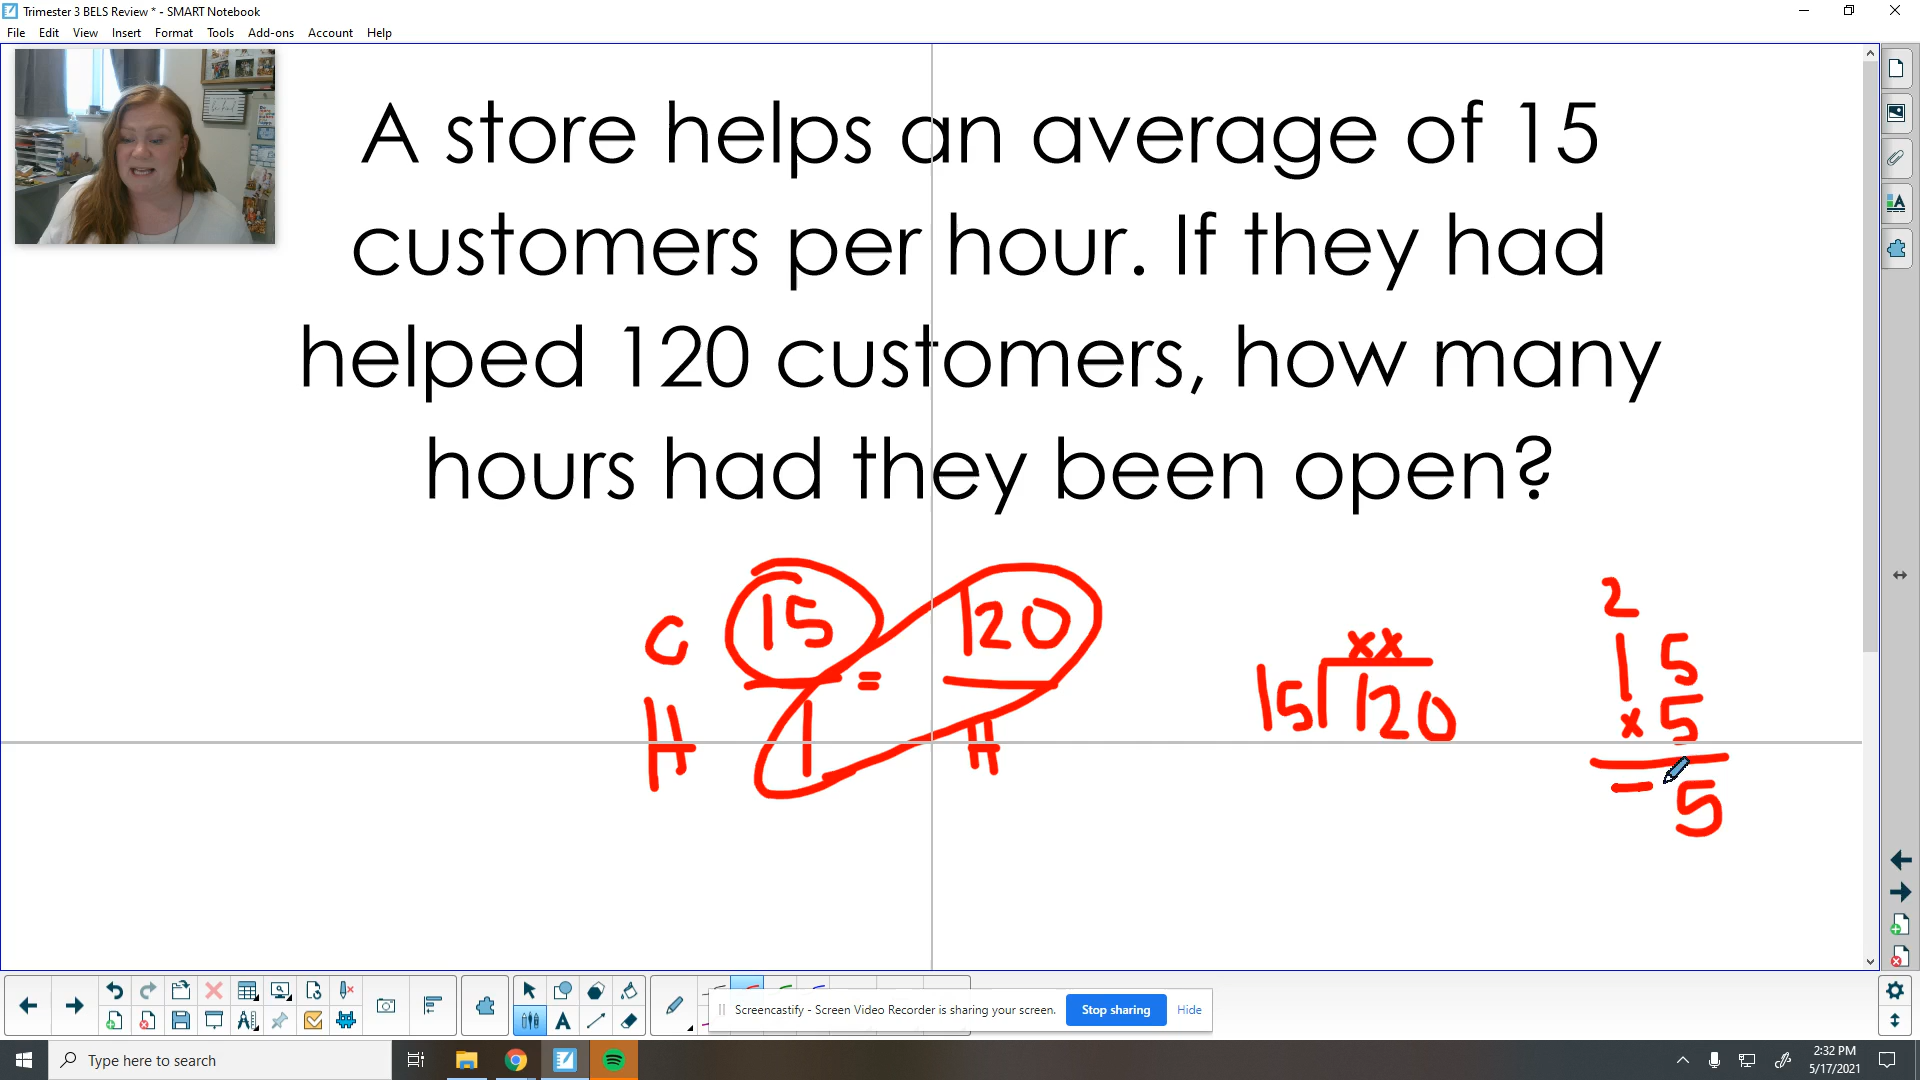 Trimester 3 BELS Review * - SMART Notebook
File Edit View Insert Format Tools Add-ons Account Help
A store helps an average of 15
customers per hour. If they had
helped 120 customers, how many
hours had they been open?
C 15 = 120
H 1 H
x x
15 120
2
1 5
x 5
5
Screencastify - Screen Video Recorder is sharing your screen. Stop sharing Hide
Type here to search
2:32 PM
5/17/2021